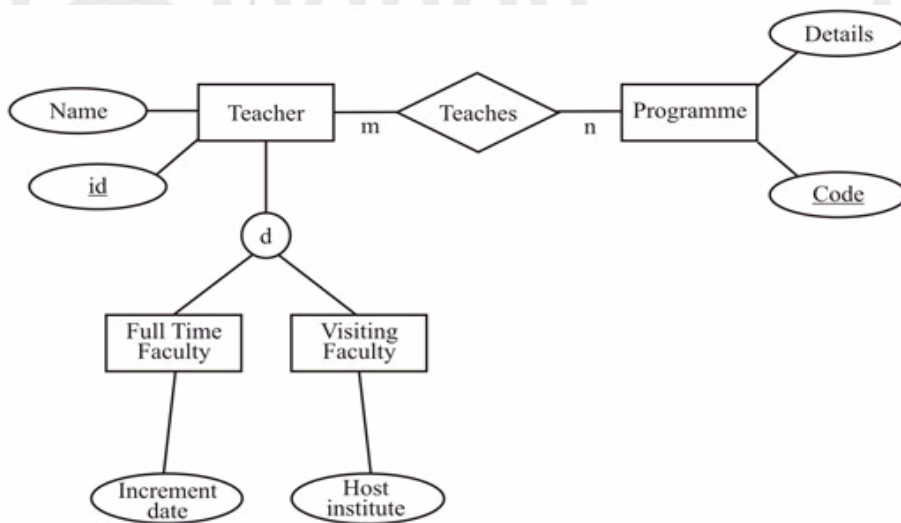 Details
Name
Teacher
Teaches
Programme
m
n
id
Code
d
Full Time
Faculty
Visiting
Faculty
Increment
date
Host
institute